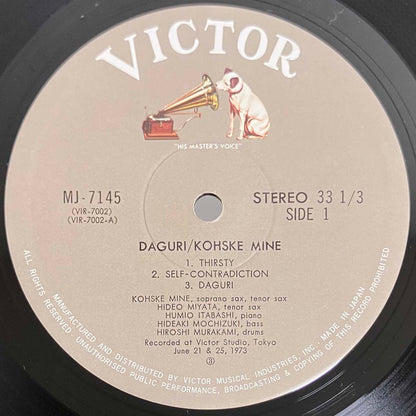 VICTOR
"HIS MASTER'S VOICE"
MJ-7145
(VIR-7002)
(VIR-7002-A)
STEREO 33 1/3
SIDE 1
DAGURI/KOHSKE MINE
1. THIRSTY
2. SELF-CONTRADICTION
3. DAGURI
KOHSKE MINE, soprano sax, tenor sax
HIDEO MIYATA, tenor sax
HUMIO ITABASHI, piano
HIDEAKI MOCHIZUKI, bass
HIROSHI MURAKAMI, drums
Recorded at Victor Studio, Tokyo
June 21 & 25, 1973
③
MANUFACTURED AND DISTRIBUTED BY VICTOR MUSICAL INDUSTRIES, INC. MADE IN JAPAN
ALL RIGHTS RESERVED. UNAUTHORISED PUBLIC PERFORMANCE, BROADCASTING & COPYING OF THIS RECORD PROHIBITED